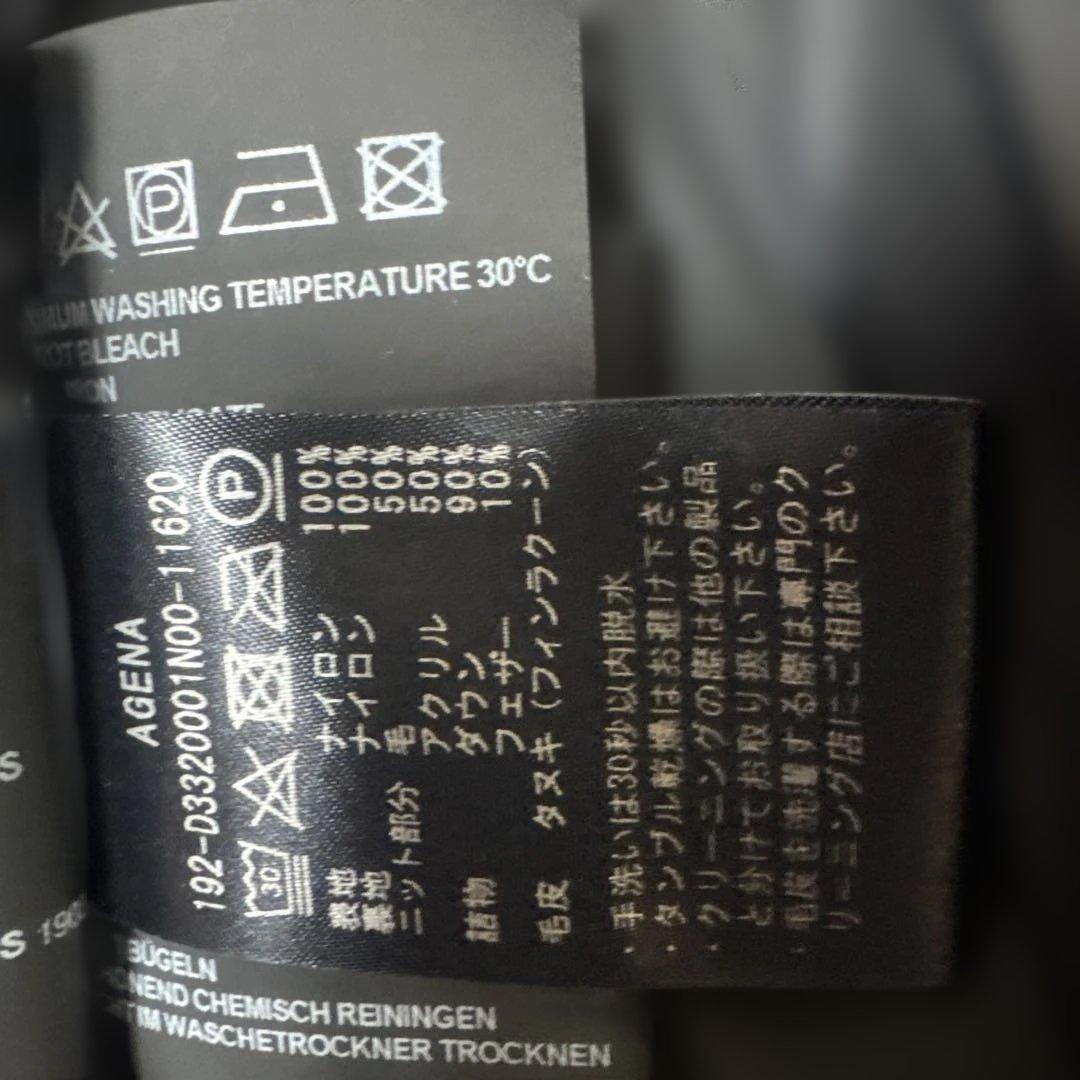 P
WASHING TEMPERATURE 30°C
BLEACH
AGENA
192-D3320001N00-11620
30
P
表地 ナイロン 100%
裏地 ナイロン 100%
ニット部分 毛 50%
アクリル 50%
詰物 ダウン 90%
フェザー 10%
毛皮 タヌキ (フィンラクーン)
・手洗いは30秒以内脱水
・タンブル乾燥はお避け下さい。
・クリーニングの際は他の製品
と分けてお取り扱い下さい。
・毛皮を洗濯する際は専門のク
リーニング店にご相談下さい。
S
S
BÜGELN
CHEMISCH REININGEN
IM WASCHETROCKNER TROCKNEN